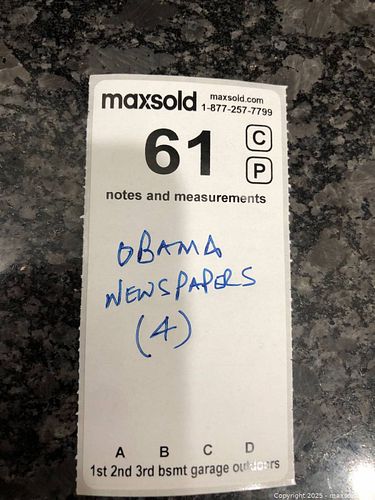 maxsold maxsold.com
1-877-257-7799
61 C
P
notes and measurements
OBAMA
NEWSPAPERS
(4)
A B C D
1st 2nd 3rd bsmt garage outdoors
Copyright 2025 - maxsold